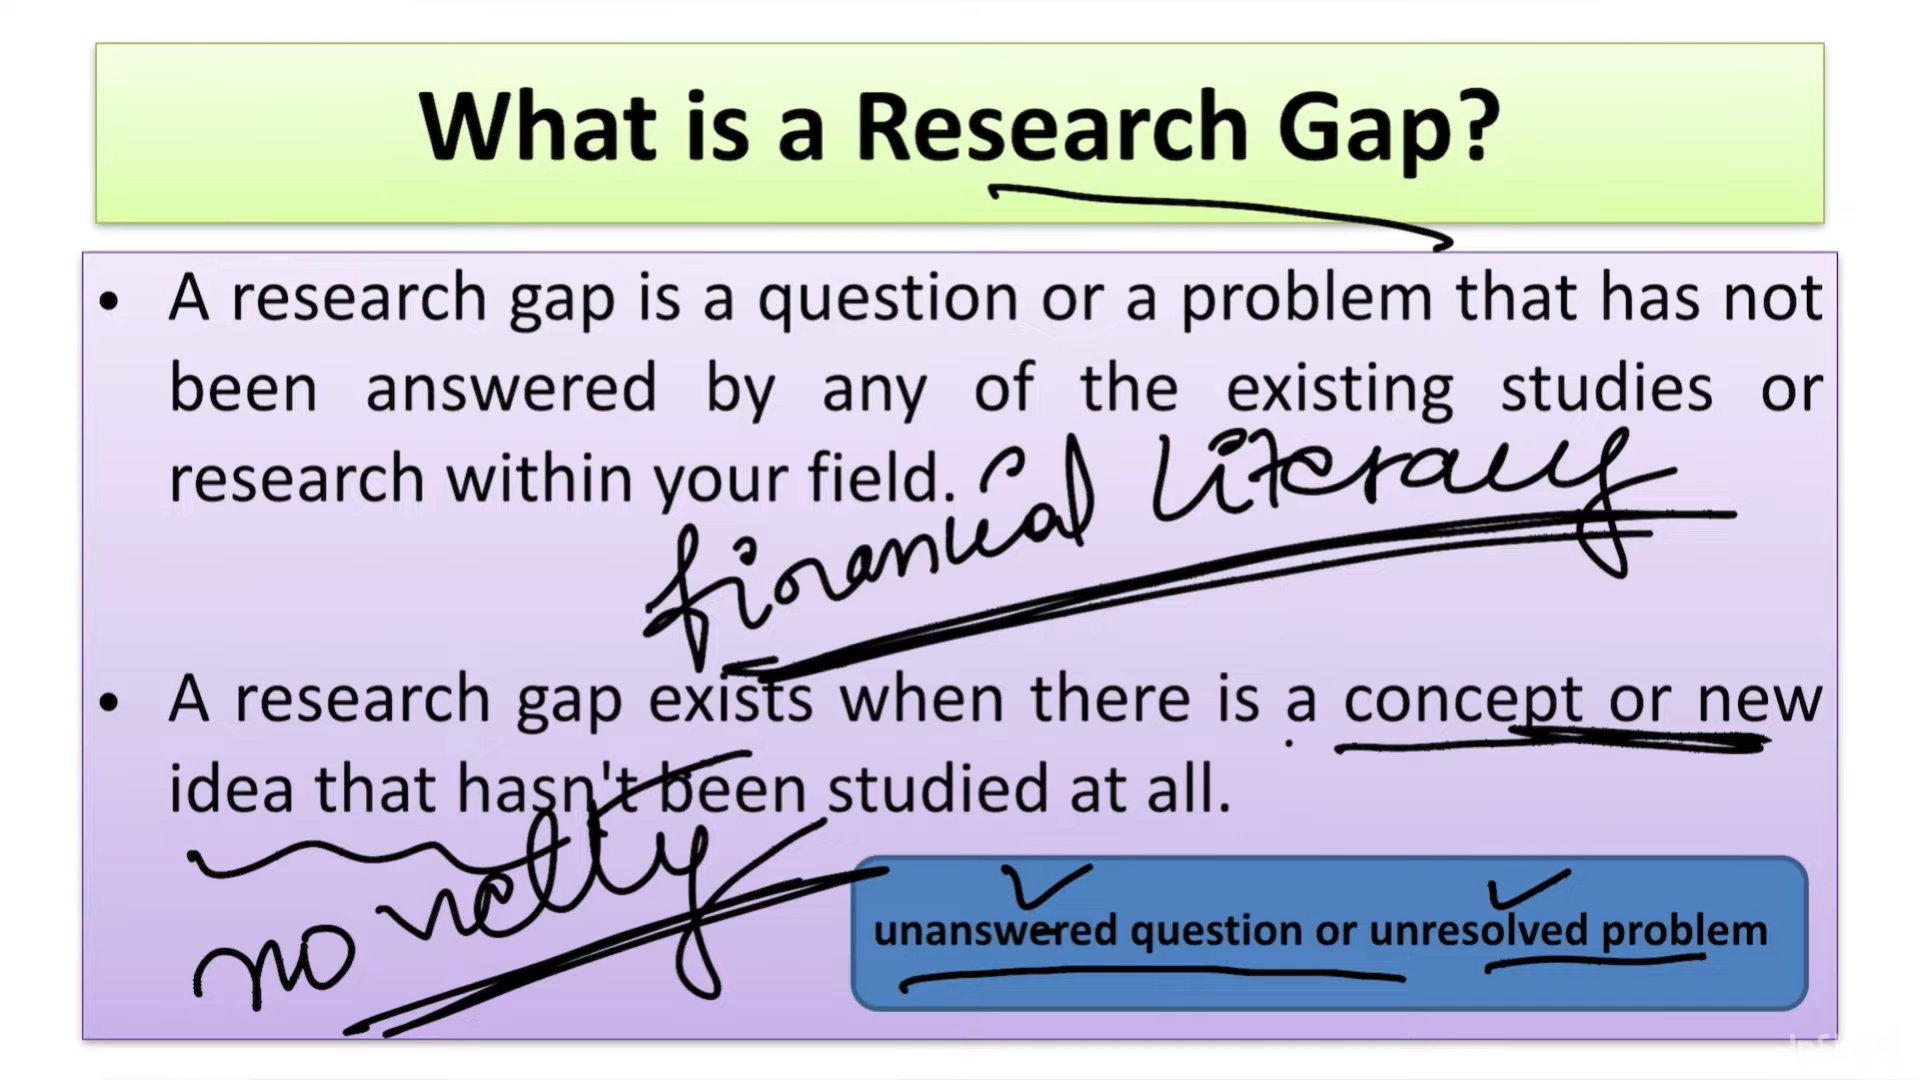 What is a Research Gap?
• A research gap is a question or a problem that has not
been answered by any of the existing studies or
research within your field.
financial literacy
• A research gap exists when there is a concept or new
idea that hasn't been studied at all.
novelty
unanswered question or unresolved problem